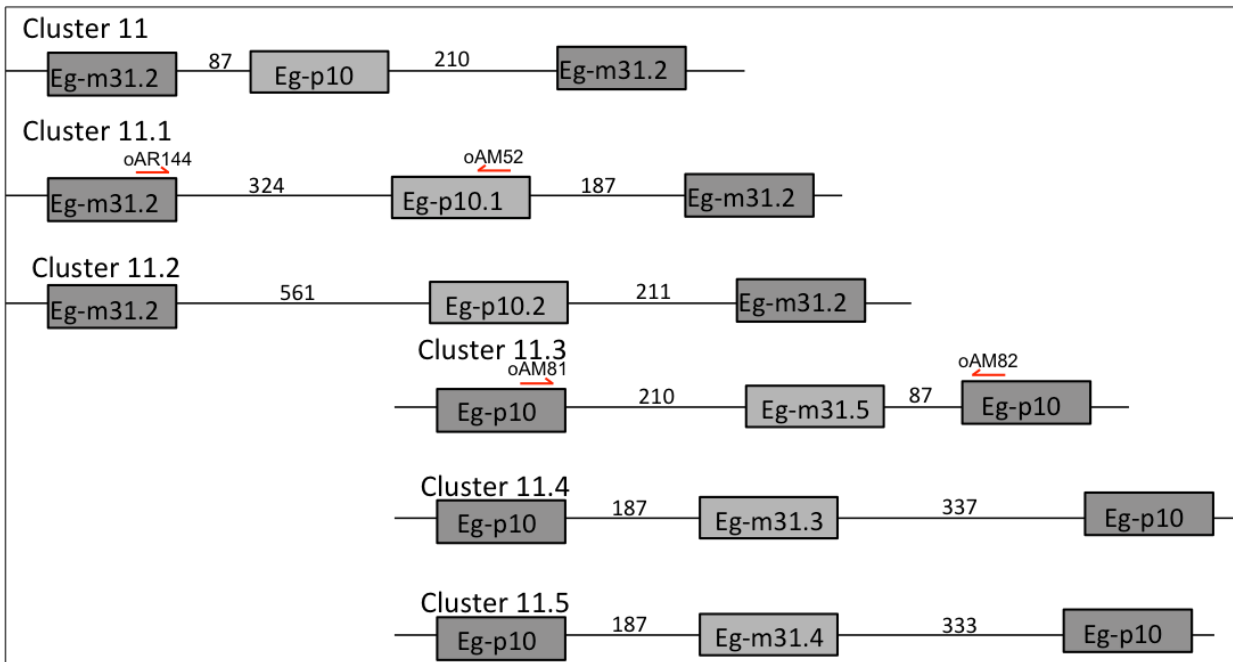 Cluster 11
Eg-m31.2 87 Eg-p10 210 Eg-m31.2
Cluster 11.1
oAR144 oAM52
Eg-m31.2 324 Eg-p10.1 187 Eg-m31.2
Cluster 11.2
Eg-m31.2 561 Eg-p10.2 211 Eg-m31.2
Cluster 11.3
oAM81 oAM82
Eg-p10 210 Eg-m31.5 87 Eg-p10
Cluster 11.4
Eg-p10 187 Eg-m31.3 337 Eg-p10
Cluster 11.5
Eg-p10 187 Eg-m31.4 333 Eg-p10